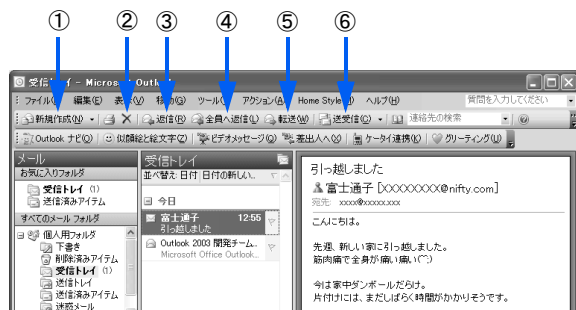 ① ② ③ ④ ⑤ ⑥
受信トレイ - Microsoft Outlook
ファイル(F) 編集(E) 表示(V) 移動(G) ツール(T) アクション(A) Home Style(H) ヘルプ(H) 質問を入力してください
新規作成(N) 返信(R) 全員へ返信(L) 転送(W) 送受信(C) 連絡先の検索
Outlook ナビ(Q) 似顔絵と絵文字(Z) ビデオメッセージ(Q) 差出人へ(X) ケータイ連携(K) グリーティング(U)
メール
お気に入りフォルダ
受信トレイ (1)
送信済みアイテム
すべてのメール フォルダ
個人用フォルダ
下書き
削除済みアイテム
受信トレイ (1)
送信トレイ
送信済みアイテム
迷惑メール
受信トレイ
並べ替え: 日付 日付の新しい...
今日
富士通子 12:55
引っ越しました
Outlook 2003 開発チーム...
Microsoft Office Outlook...
引っ越しました
富士通子 [XXXXXXXX@nifty.com]
宛先: xxxx@xxxxx.xxx
こんにちは。
先週、新しい家に引っ越しました。
筋肉痛で全身が痛い痛い(^^;)
今は家中ダンボールだらけ。
片付けには、まだしばらく時間がかかりそうです。